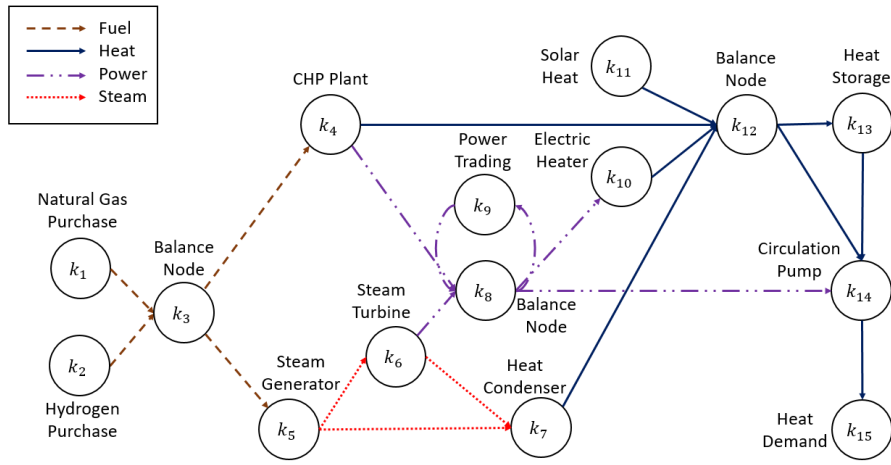 Fuel
Heat
Power
Steam
CHP Plant
k4
Solar
Heat
k11
Balance
Node
k12
Heat
Storage
k13
Power
Trading
k9
Electric
Heater
k10
Natural Gas
Purchase
k1
Balance
Node
k3
k2
Hydrogen
Purchase
Steam
Turbine
k6
k8
Balance
Node
Circulation
Pump
k14
Steam
Generator
k5
Heat
Condenser
k7
Heat
Demand
k15